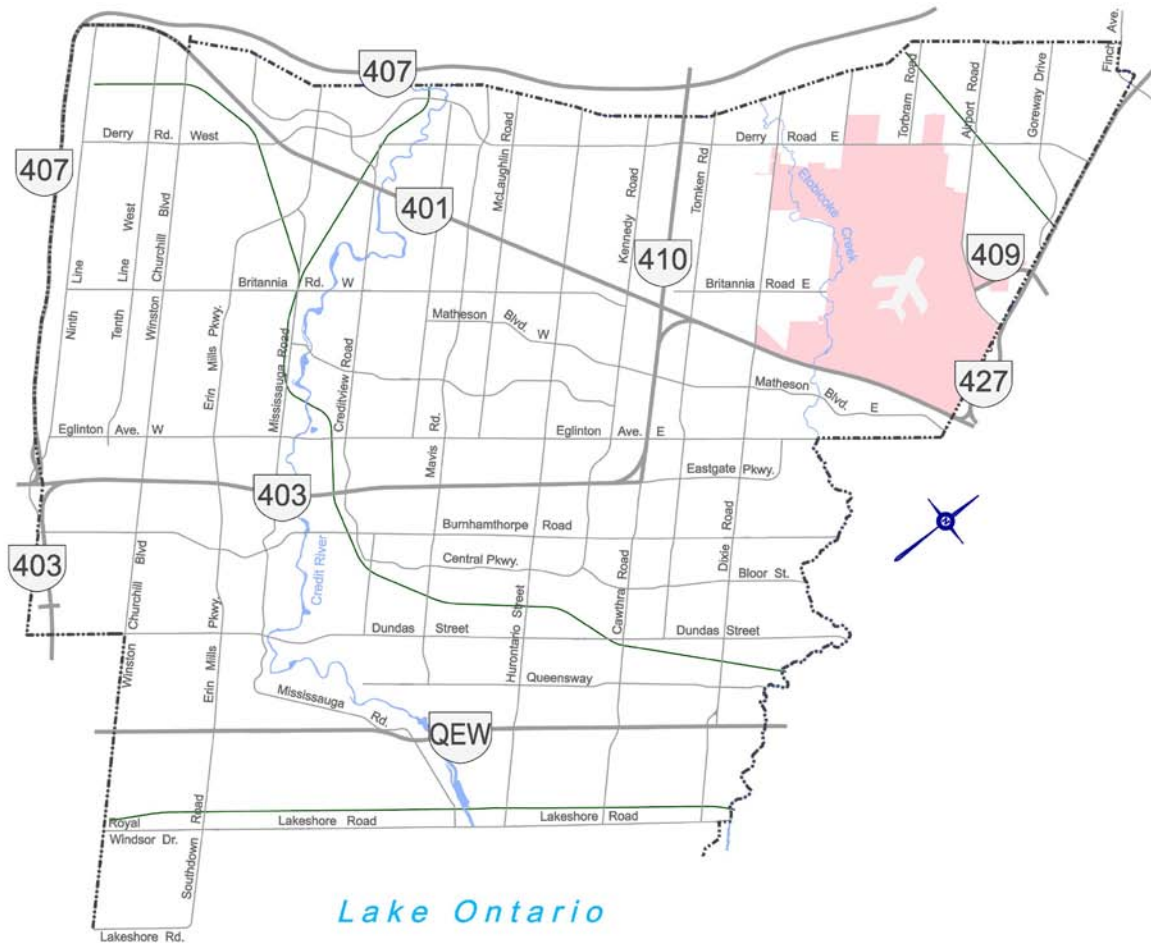 Finch Ave.
407
Torbram Road
Airport Road
Goreway Drive
410
McLaughlin Road
Derry Rd. West
Derry Road E
407
401
Kennedy Road
Tomken Rd
Etobicoke Creek
409
Ninth Line
Tenth Line West
Winston Churchill Blvd
Britannia Rd. W
Britannia Road E
Matheson Blvd. W
Erin Mills Pkwy.
Mississauga Road
Creditview Road
427
Matheson Blvd. E
Eglinton Ave. W
Mavis Rd.
Eglinton Ave. E
Eastgate Pkwy.
403
Burnhamthorpe Road
403
Winston Churchill Blvd
Credit River
Central Pkwy.
Dixie Road
Bloor St.
Erin Mills Pkwy.
Hurontario Street
Cawthra Road
Dundas Street
Dundas Street
Queensway
Mississauga Rd.
QEW
Royal Windsor Dr.
Southdown Road
Lakeshore Road
Lakeshore Road
Lake Ontario
Lakeshore Rd.